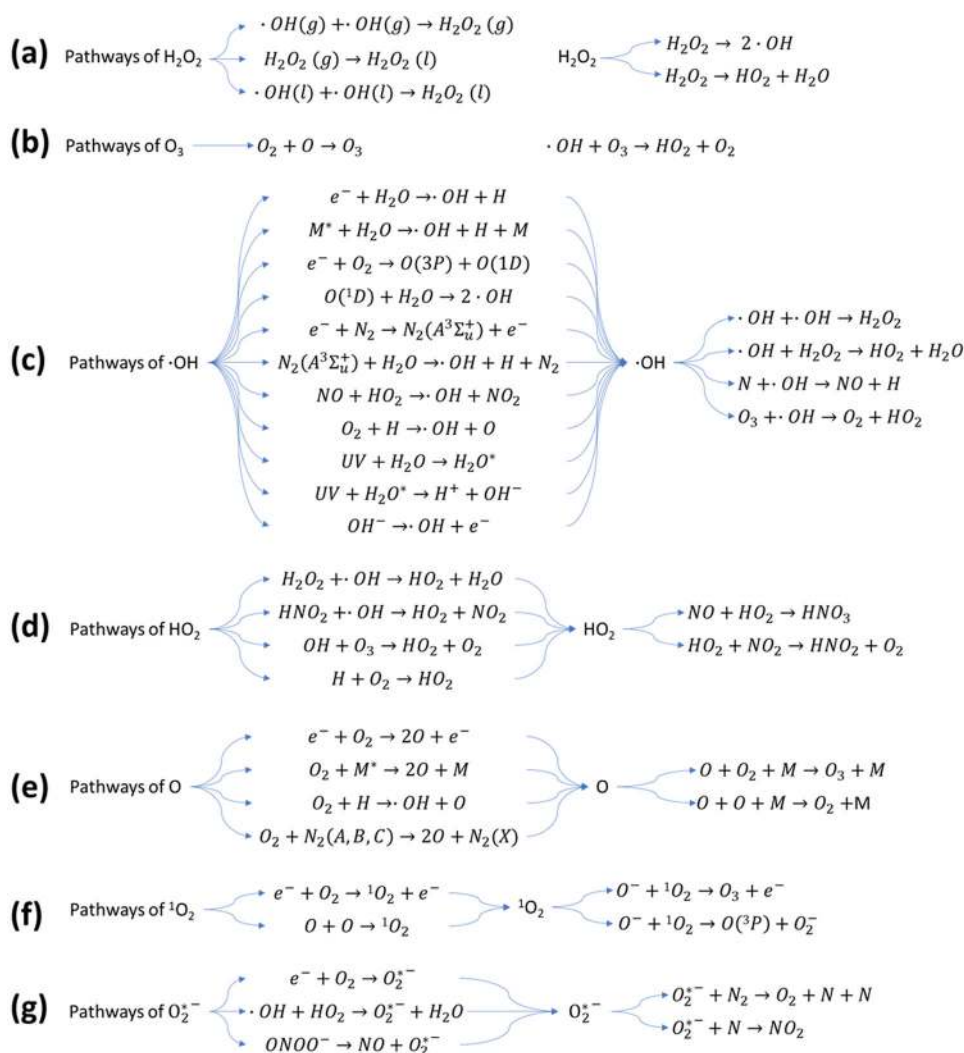 (a) Pathways of H₂O₂
· OH(g) + · OH(g) → H₂O₂ (g)
H₂O₂ (g) → H₂O₂ (l)
· OH(l) + · OH(l) → H₂O₂ (l)
H₂O₂
H₂O₂ → 2 · OH
H₂O₂ → HO₂ + H₂O
(b) Pathways of O₃
O₂ + O → O₃
· OH + O₃ → HO₂ + O₂
(c) Pathways of ·OH
e⁻ + H₂O → · OH + H
M* + H₂O → · OH + H + M
e⁻ + O₂ → O(3P) + O(1D)
O(¹D) + H₂O → 2 · OH
e⁻ + N₂ → N₂(A³Σᵤ⁺) + e⁻
N₂(A³Σᵤ⁺) + H₂O → · OH + H + N₂
NO + HO₂ → · OH + NO₂
O₂ + H → · OH + O
UV + H₂O → H₂O*
UV + H₂O* → H⁺ + OH⁻
OH⁻ → · OH + e⁻
·OH
· OH + · OH → H₂O₂
· OH + H₂O₂ → HO₂ + H₂O
N + · OH → NO + H
O₃ + · OH → O₂ + HO₂
(d) Pathways of HO₂
H₂O₂ + · OH → HO₂ + H₂O
HNO₂ + · OH → HO₂ + NO₂
OH + O₃ → HO₂ + O₂
H + O₂ → HO₂
HO₂
NO + HO₂ → HNO₃
HO₂ + NO₂ → HNO₂ + O₂
(e) Pathways of O
e⁻ + O₂ → 2O + e⁻
O₂ + M* → 2O + M
O₂ + H → · OH + O
O₂ + N₂(A, B, C) → 2O + N₂(X)
O
O + O₂ + M → O₃ + M
O + O + M → O₂ + M
(f) Pathways of ¹O₂
e⁻ + O₂ → ¹O₂ + e⁻
O + O → ¹O₂
¹O₂
O⁻ + ¹O₂ → O₃ + e⁻
O⁻ + ¹O₂ → O(³P) + O₂⁻
(g) Pathways of O₂*⁻
e⁻ + O₂ → O₂*⁻
· OH + HO₂ → O₂*⁻ + H₂O
ONOO⁻ → NO + O₂*⁻
O₂*⁻
O₂*⁻ + N₂ → O₂ + N + N
O₂*⁻ + N → NO₂